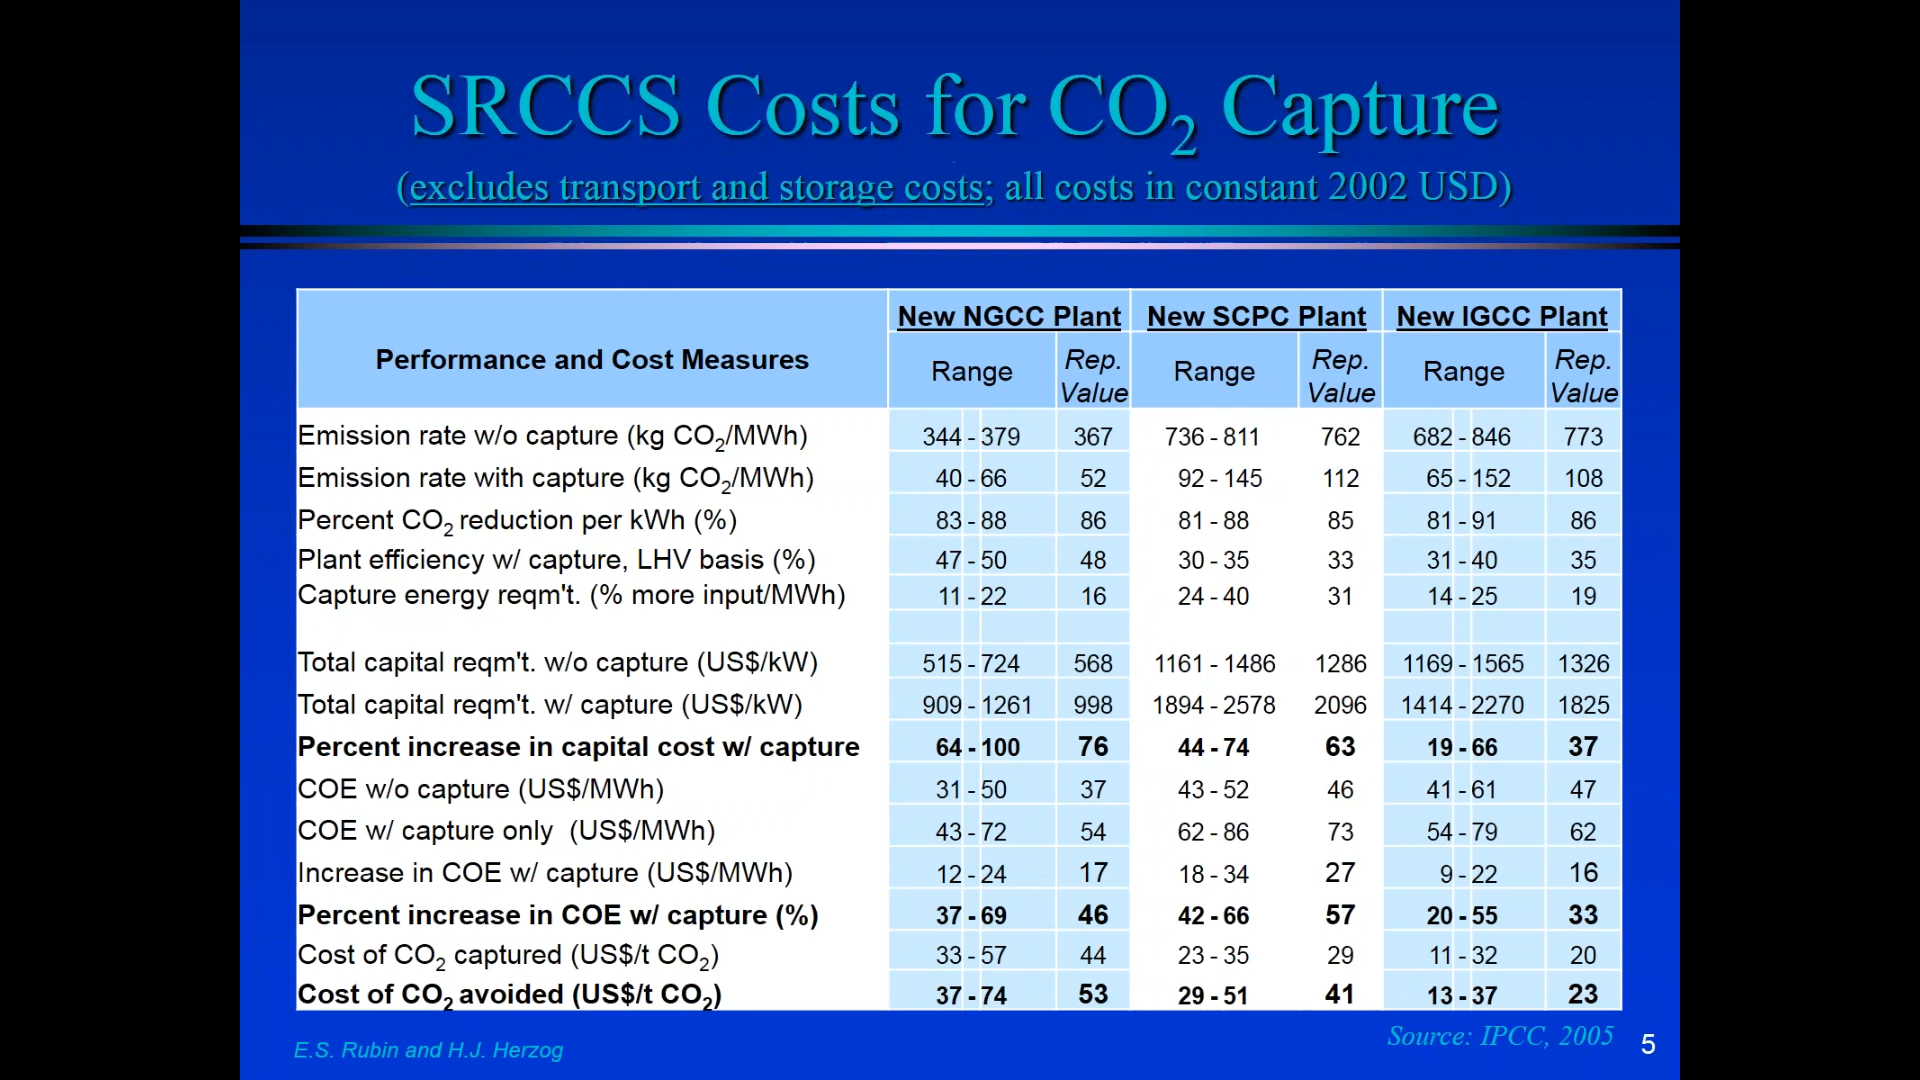 SRCCS Costs for CO₂ Capture
(excludes transport and storage costs; all costs in constant 2002 USD)
Performance and Cost Measures New NGCC Plant New SCPC Plant New IGCC Plant
Range Rep. Value Range Rep. Value Range Rep. Value
Emission rate w/o capture (kg CO₂/MWh) 344 - 379 367 736 - 811 762 682 - 846 773
Emission rate with capture (kg CO₂/MWh) 40 - 66 52 92 - 145 112 65 - 152 108
Percent CO₂ reduction per kWh (%) 83 - 88 86 81 - 88 85 81 - 91 86
Plant efficiency w/ capture, LHV basis (%) 47 - 50 48 30 - 35 33 31 - 40 35
Capture energy reqm't. (% more input/MWh) 11 - 22 16 24 - 40 31 14 - 25 19
Total capital reqm't. w/o capture (US$/kW) 515 - 724 568 1161 - 1486 1286 1169 - 1565 1326
Total capital reqm't. w/ capture (US$/kW) 909 - 1261 998 1894 - 2578 2096 1414 - 2270 1825
Percent increase in capital cost w/ capture 64 - 100 76 44 - 74 63 19 - 66 37
COE w/o capture (US$/MWh) 31 - 50 37 43 - 52 46 41 - 61 47
COE w/ capture only (US$/MWh) 43 - 72 54 62 - 86 73 54 - 79 62
Increase in COE w/ capture (US$/MWh) 12 - 24 17 18 - 34 27 9 - 22 16
Percent increase in COE w/ capture (%) 37 - 69 46 42 - 66 57 20 - 55 33
Cost of CO₂ captured (US$/t CO₂) 33 - 57 44 23 - 35 29 11 - 32 20
Cost of CO₂ avoided (US$/t CO₂) 37 - 74 53 29 - 51 41 13 - 37 23
E.S. Rubin and H.J. Herzog
Source: IPCC, 2005
5